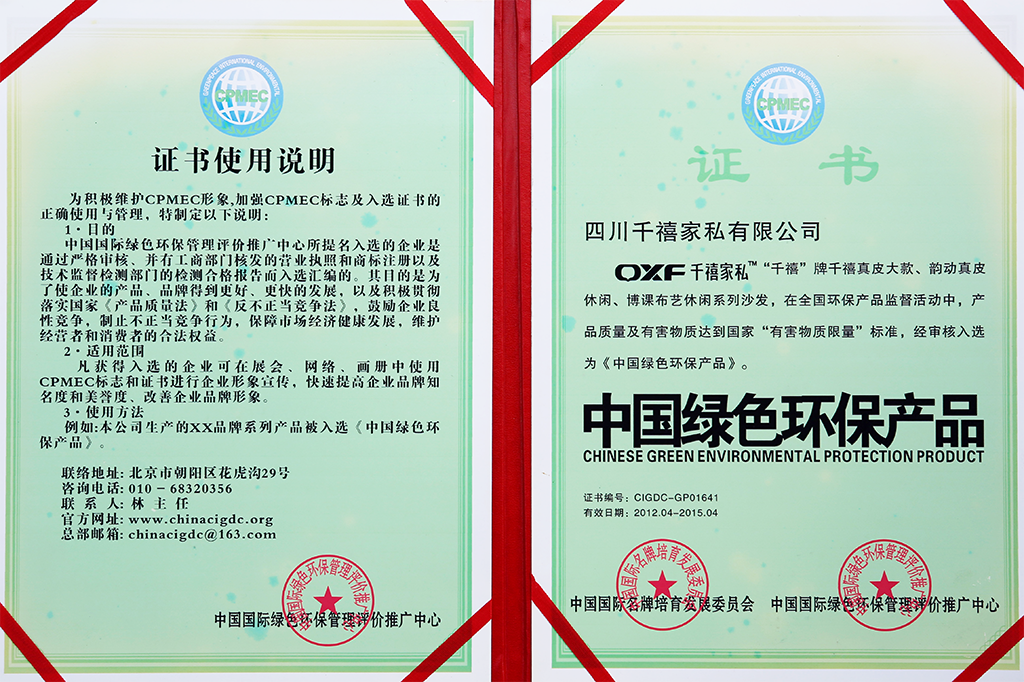 GREENPLACE INTERNATIONAL ENVIRONMENTAL
CPMEC
证书使用说明
为积极维护CPMEC形象,加强CPMEC标志及入选证书的
正确使用与管理，特制定以下说明：
1·目的
中国国际绿色环保管理评价推广中心所提名入选的企业是
通过严格审核、并有工商部门核发的营业执照和商标注册以及
技术监督检测部门的检测合格报告而入选汇编的。其目的是为
了使企业的产品、品牌得到更好、更快的发展，以及积极贯彻
落实国家《产品质量法》和《反不正当竞争法》，鼓励企业良
性竞争，制止不正当竞争行为，保障市场经济健康发展，维护
经营者和消费者的合法权益。
2·适用范围
凡获得入选的企业可在展会、网络、画册中使用
CPMEC标志和证书进行企业形象宣传，快速提高企业品牌知
名度和美誉度、改善企业品牌形象。
3·使用方法
例如:本公司生产的XX品牌系列产品被入选《中国绿色环
保产品》。
联络地址: 北京市朝阳区花虎沟29号
咨询电话: 010－68320356
联 系 人: 林 主 任
官方网址: www.chinacigdc.org
总部邮箱: chinacigdc@163.com
中国国际绿色环保管理评价推广中心
中国国际绿色环保管理评价推广中心
GREENPLACE INTERNATIONAL ENVIRONMENTAL
CPMEC
证 书
四川千禧家私有限公司
QXF 千禧家私™ “千禧”牌千禧真皮大款、韵动真皮
休闲、博课布艺休闲系列沙发，在全国环保产品监督活动中，产
品质量及有害物质达到国家“有害物质限量”标准，经审核入选
为《中国绿色环保产品》。
中国绿色环保产品
CHINESE GREEN ENVIRONMENTAL PROTECTION PRODUCT
证书编号：CIGDC-GP01641
有效日期：2012.04-2015.04
中国国际名牌培育发展委员会
中国国际名牌培育发展委员会
中国国际绿色环保管理评价推广中心
中国国际绿色环保管理评价推广中心